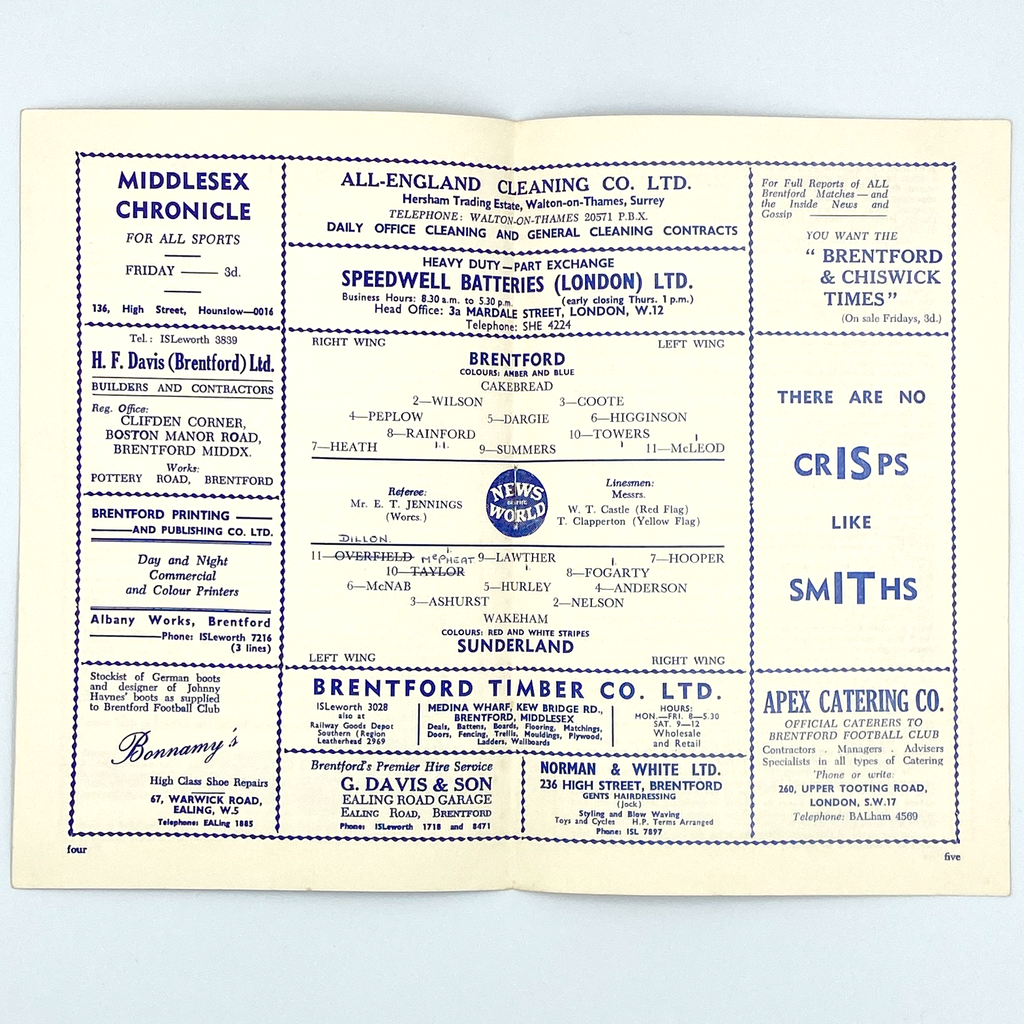 MIDDLESEX
CHRONICLE
FOR ALL SPORTS
FRIDAY —— 3d.
136, High Street, Hounslow—0016
Tel.: ISLeworth 3839
H. F. Davis (Brentford) Ltd.
BUILDERS AND CONTRACTORS
Reg. Office:
CLIFDEN CORNER,
BOSTON MANOR ROAD,
BRENTFORD MIDDX.
Works:
POTTERY ROAD, BRENTFORD
BRENTFORD PRINTING ——
——AND PUBLISHING CO. LTD.
Day and Night
Commercial
and Colour Printers
Albany Works, Brentford
——Phone: ISLeworth 7216
(3 lines)
Stockist of German boots
and designer of Johnny
Haynes' boots as supplied
to Brentford Football Club
Bonnamy's
High Class Shoe Repairs
67, WARWICK ROAD,
EALING, W.5
Telephone: EALing 1885
four
ALL-ENGLAND CLEANING CO. LTD.
Hersham Trading Estate, Walton-on-Thames, Surrey
TELEPHONE: WALTON-ON-THAMES 20571 P.B.X.
DAILY OFFICE CLEANING AND GENERAL CLEANING CONTRACTS
HEAVY DUTY—PART EXCHANGE
SPEEDWELL BATTERIES (LONDON) LTD.
Business Hours: 8.30 a.m. to 5.30 p.m. (early closing Thurs. 1 p.m.)
Head Office: 3a MARDALE STREET, LONDON, W.12
Telephone: SHE 4224
RIGHT WING LEFT WING
BRENTFORD
COLOURS: AMBER AND BLUE
CAKEBREAD
2—WILSON 3—COOTE
4—PEPLOW 5—DARGIE 6—HIGGINSON
8—RAINFORD 10—TOWERS
7—HEATH 9—SUMMERS 11—McLEOD
Referee:
Mr. E. T. JENNINGS
(Worcs.)
NEWS
OF THE
WORLD
Linesmen:
Messrs.
W. T. Castle (Red Flag)
T. Clapperton (Yellow Flag)
DILLON.
11—OVERFIELD McPHEAT 9—LAWTHER 7—HOOPER
10—TAYLOR 8—FOGARTY
6—McNAB 5—HURLEY 4—ANDERSON
3—ASHURST 2—NELSON
WAKEHAM
COLOURS: RED AND WHITE STRIPES
SUNDERLAND
LEFT WING RIGHT WING
BRENTFORD TIMBER CO. LTD.
ISLeworth 3028
also at
Railway Goods Depot
Southern (Region
Leatherhead 2969
MEDINA WHARF, KEW BRIDGE RD.,
BRENTFORD, MIDDLESEX
Deals, Battens, Boards, Flooring, Matchings,
Doors, Fencing, Trellis, Mouldings, Plywood,
Ladders, Wallboards
HOURS:
MON.—FRI. 8—5.30
SAT. 9—12
Wholesale
and Retail
Brentford's Premier Hire Service
G. DAVIS & SON
EALING ROAD GARAGE
EALING ROAD, BRENTFORD
Phone: ISLeworth 1718 and 8471
NORMAN & WHITE LTD.
236 HIGH STREET, BRENTFORD
GENTS HAIRDRESSING
(Jock)
Styling and Blow Waving
Toys and Cycles H.P. Terms Arranged
Phone: ISL 7897
For Full Reports of ALL
Brentford Matches—and
the Inside News and
Gossip ——
YOU WANT THE
" BRENTFORD
& CHISWICK
TIMES"
(On sale Fridays, 3d.)
THERE ARE NO
CRISPS
LIKE
SMITHS
APEX CATERING CO.
OFFICIAL CATERERS TO
BRENTFORD FOOTBALL CLUB
Contractors . Managers . Advisers
Specialists in all types of Catering
'Phone or write:
260, UPPER TOOTING ROAD,
LONDON, S.W.17
Telephone: BALham 4569
five